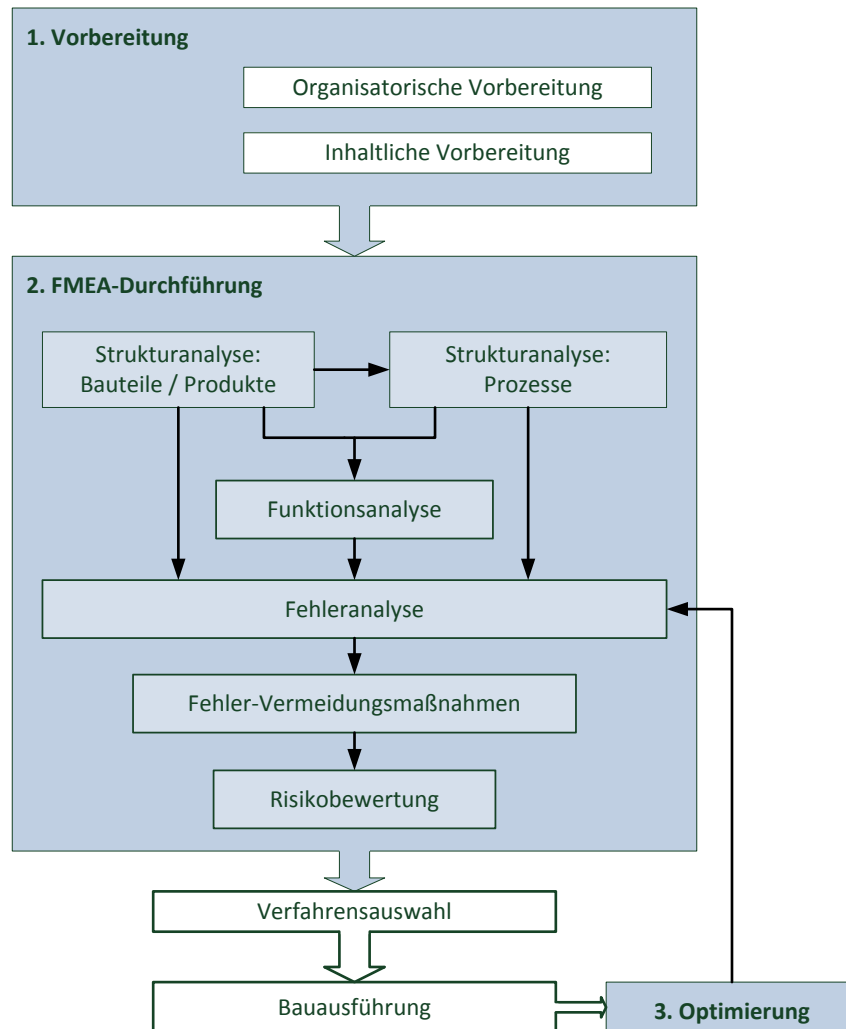 1. Vorbereitung
Organisatorische Vorbereitung
Inhaltliche Vorbereitung
2. FMEA-Durchführung
Strukturanalyse:
Bauteile / Produkte
Strukturanalyse:
Prozesse
Funktionsanalyse
Fehleranalyse
Fehler-Vermeidungsmaßnahmen
Risikobewertung
Verfahrensauswahl
Bauausführung
3. Optimierung